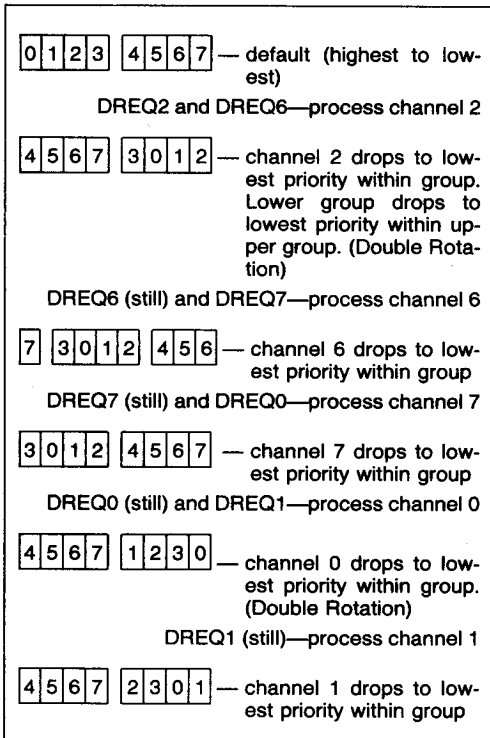 0 1 2 3 4 5 6 7 — default (highest to low-
est)
DREQ2 and DREQ6—process channel 2
4 5 6 7 3 0 1 2 — channel 2 drops to low-
est priority within group.
Lower group drops to
lowest priority within up-
per group. (Double Rota-
tion)
DREQ6 (still) and DREQ7—process channel 6
7 3 0 1 2 4 5 6 — channel 6 drops to low-
est priority within group
DREQ7 (still) and DREQ0—process channel 7
3 0 1 2 4 5 6 7 — channel 7 drops to low-
est priority within group
DREQ0 (still) and DREQ1—process channel 0
4 5 6 7 1 2 3 0 — channel 0 drops to low-
est priority within group.
(Double Rotation)
DREQ1 (still)—process channel 1
4 5 6 7 2 3 0 1 — channel 1 drops to low-
est priority within group